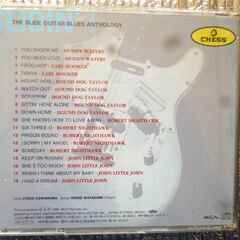 THE SLIDE GUITAR BLUES ANTHOLOGY
CHESS
1 YOU SHOOK ME - MUDDY WATERS
2 YOU NEED LOVE - MUDDY WATERS
3 FROG HOP - EARL HOOKER
4 TANYA - EARL HOOKER
5 HOUND DOG - HOUND DOG TAYLOR
6 WATCH OUT - HOUND DOG TAYLOR
7 SCRAPPIN' - HOUND DOG TAYLOR
8 SITTIN' HERE ALONE - HOUND DOG TAYLOR
9 DOWN HOME - HOUND DOG TAYLOR
10 SHE KNOWS HOW TO LOVE A MAN - ROBERT NIGHTHAWK
11 SIX THREE O - ROBERT NIGHTHAWK
12 PRISON BOUND - ROBERT NIGHTHAWK
13 (SORRY) MY ANGEL - ROBERT NIGHTHAWK
14 SOMEDAY - ROBERT NIGHTHAWK
15 KEEP ON RUNNIN' - JOHN LITTLE JOHN
16 SHE'S TOO MUCH - JOHN LITTLE JOHN
17 WHEN I THINK ABOUT MY BABY - JOHN LITTLE JOHN
18 I HAD A DREAM - JOHN LITTLE JOHN
MCA